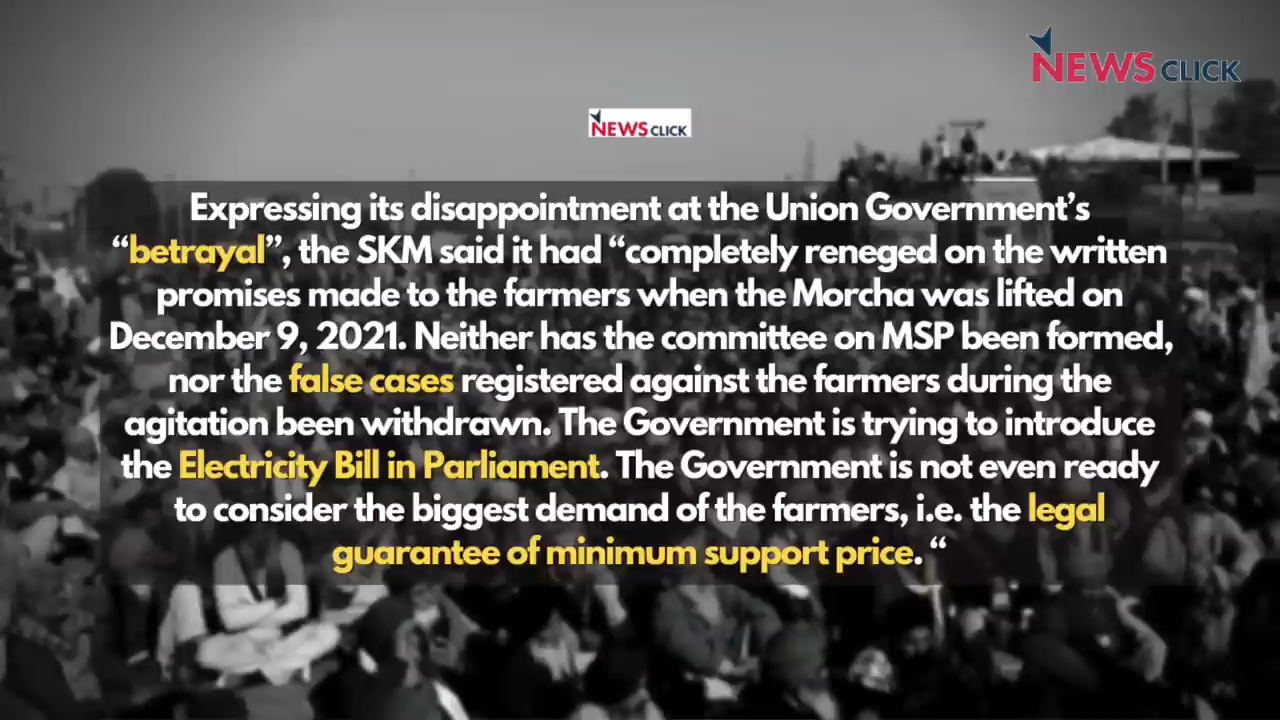 NEWS CLICK
NEWS CLICK
Expressing its disappointment at the Union Government’s
“betrayal”, the SKM said it had “completely reneged on the written
promises made to the farmers when the Morcha was lifted on
December 9, 2021. Neither has the committee on MSP been formed,
nor the false cases registered against the farmers during the
agitation been withdrawn. The Government is trying to introduce
the Electricity Bill in Parliament. The Government is not even ready
to consider the biggest demand of the farmers, i.e. the legal
guarantee of minimum support price. “